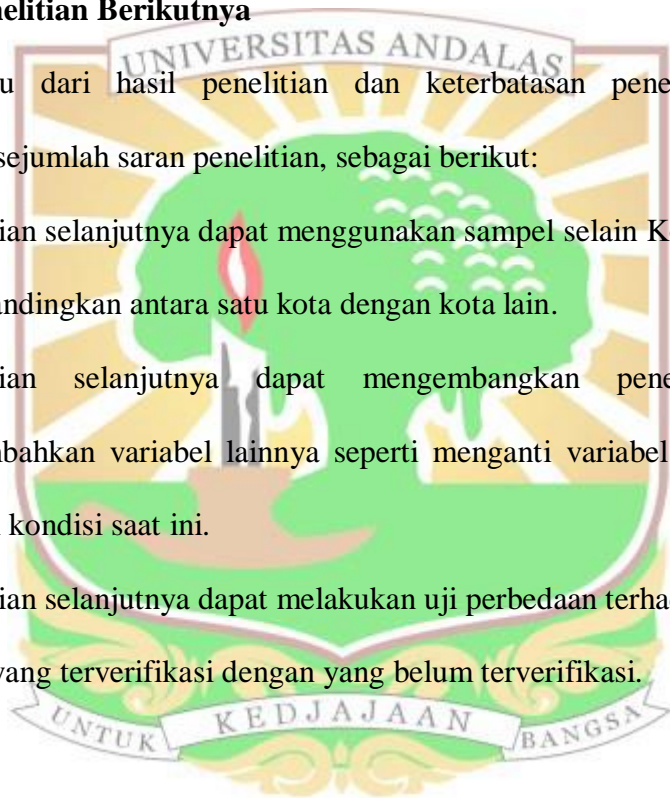 nelitian Berikutnya
UNIVERSITAS ANDALAS
u dari hasil penelitian dan keterbatasan pene
sejumlah saran penelitian, sebagai berikut:
ian selanjutnya dapat menggunakan sampel selain K
andingkan antara satu kota dengan kota lain.
ian selanjutnya dapat mengembangkan pene
bahkan variabel lainnya seperti menganti variabel
kondisi saat ini.
ian selanjutnya dapat melakukan uji perbedaan terha
yang terverifikasi dengan yang belum terverifikasi.
UNTUK KEDJAJAAN BANGSA